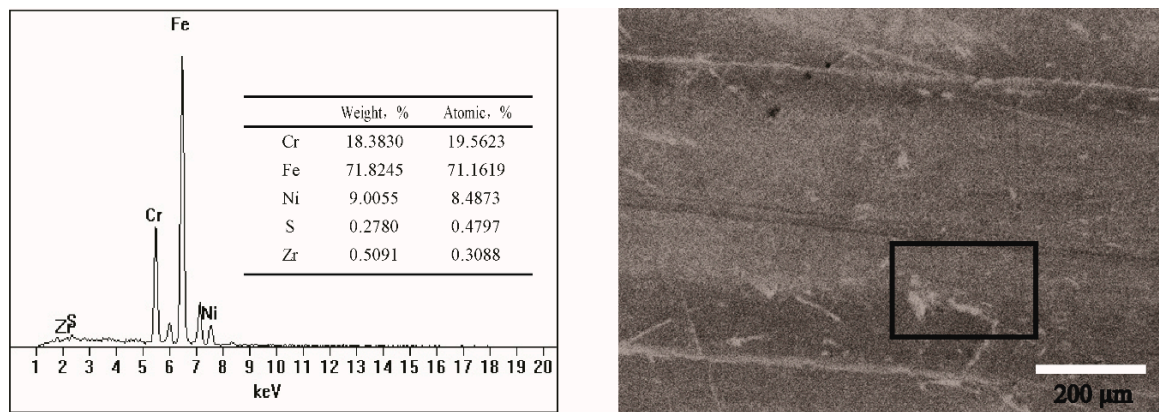 Fe
Weight, % Atomic, %
Cr 18.3830 19.5623
Fe 71.8245 71.1619
Ni 9.0055 8.4873
S 0.2780 0.4797
Zr 0.5091 0.3088
Cr
Zr S Ni
1 2 3 4 5 6 7 8 9 10 11 12 13 14 15 16 17 18 19 20
keV
200 μm